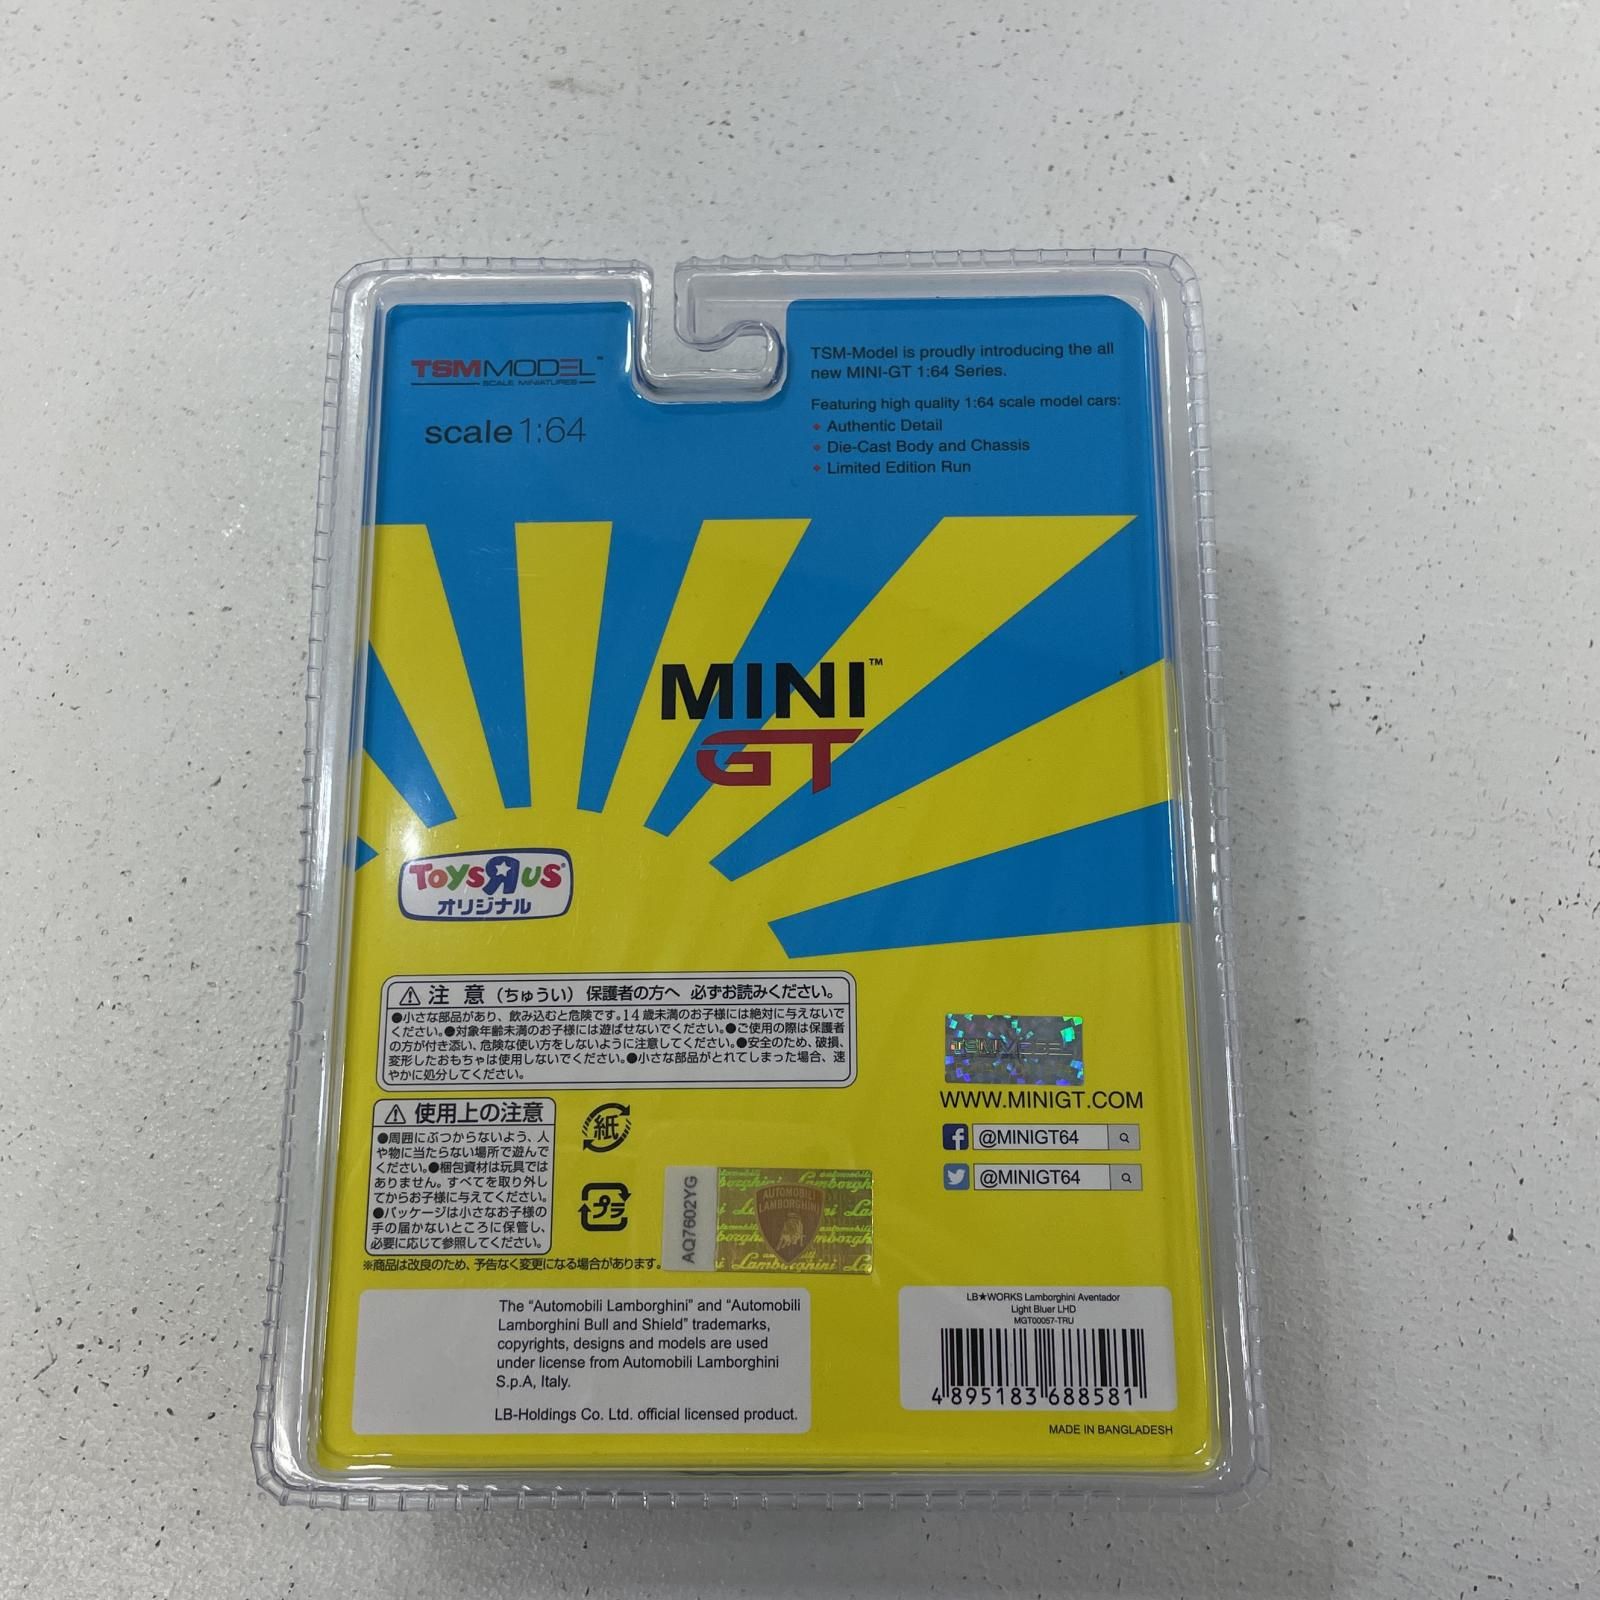 TSMMODEL™
SCALE MINIATURES
scale 1:64
TSM-Model is proudly introducing the all
new MINI-GT 1:64 Series.
Featuring high quality 1:64 scale model cars:
Authentic Detail
Die-Cast Body and Chassis
Limited Edition Run
MINI™
GT
TOYSЯUS®
オリジナル
⚠注 意 (ちゅうい) 保護者の方へ 必ずお読みください。
●小さな部品があり、飲み込むと危険です。14歳未満のお子様には絶対に与えないで
ください。●対象年齢未満のお子様には遊ばせないでください。●ご使用の際は保護者
の方が付き添い、危険な使い方をしないように注意してください。●安全のため、破損、
変形したおもちゃは使用しないでください。●小さな部品がとれてしまった場合、速
やかに処分してください。
⚠使用上の注意
●周囲にぶつからないよう、人
や物に当たらない場所で遊んで
ください。●梱包資材は玩具では
ありません。すべてを取り外し
てからお子様に与えてください。
●パッケージは小さなお子様の
手の届かないところに保管し、
必要に応じて参照してください。
※商品は改良のため、予告なく変更になる場合があります。
紙
プラ
AQ7602YG
AUTOMOBILI
LAMBORGHINI
TSMMODEL
WWW.MINIGT.COM
@MINIGT64
@MINIGT64
The “Automobili Lamborghini” and “Automobili
Lamborghini Bull and Shield” trademarks,
copyrights, designs and models are used
under license from Automobili Lamborghini
S.p.A, Italy.
LB-Holdings Co. Ltd. official licensed product.
LB★WORKS Lamborghini Aventador
Light Bluer LHD
MGT00057-TRU
4 895183 688581
MADE IN BANGLADESH